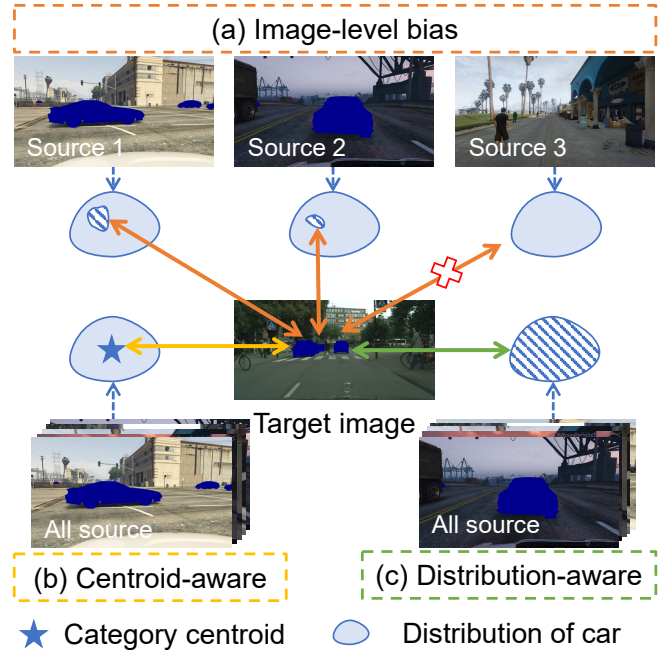 (a) Image-level bias
Source 1
Source 2
Source 3
Target image
All source
All source
(b) Centroid-aware
(c) Distribution-aware
Category centroid
Distribution of car